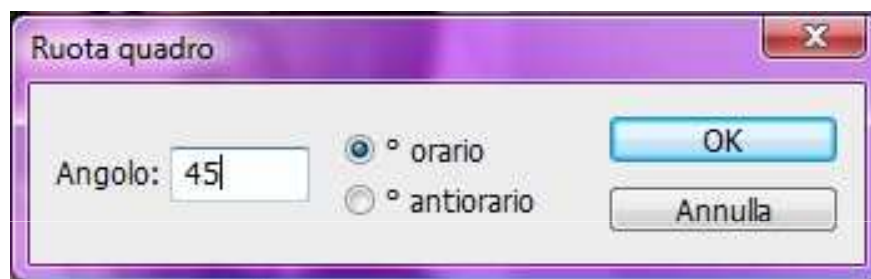 Ruota quadro
Angolo: 45
° orario
° antiorario
OK
Annulla